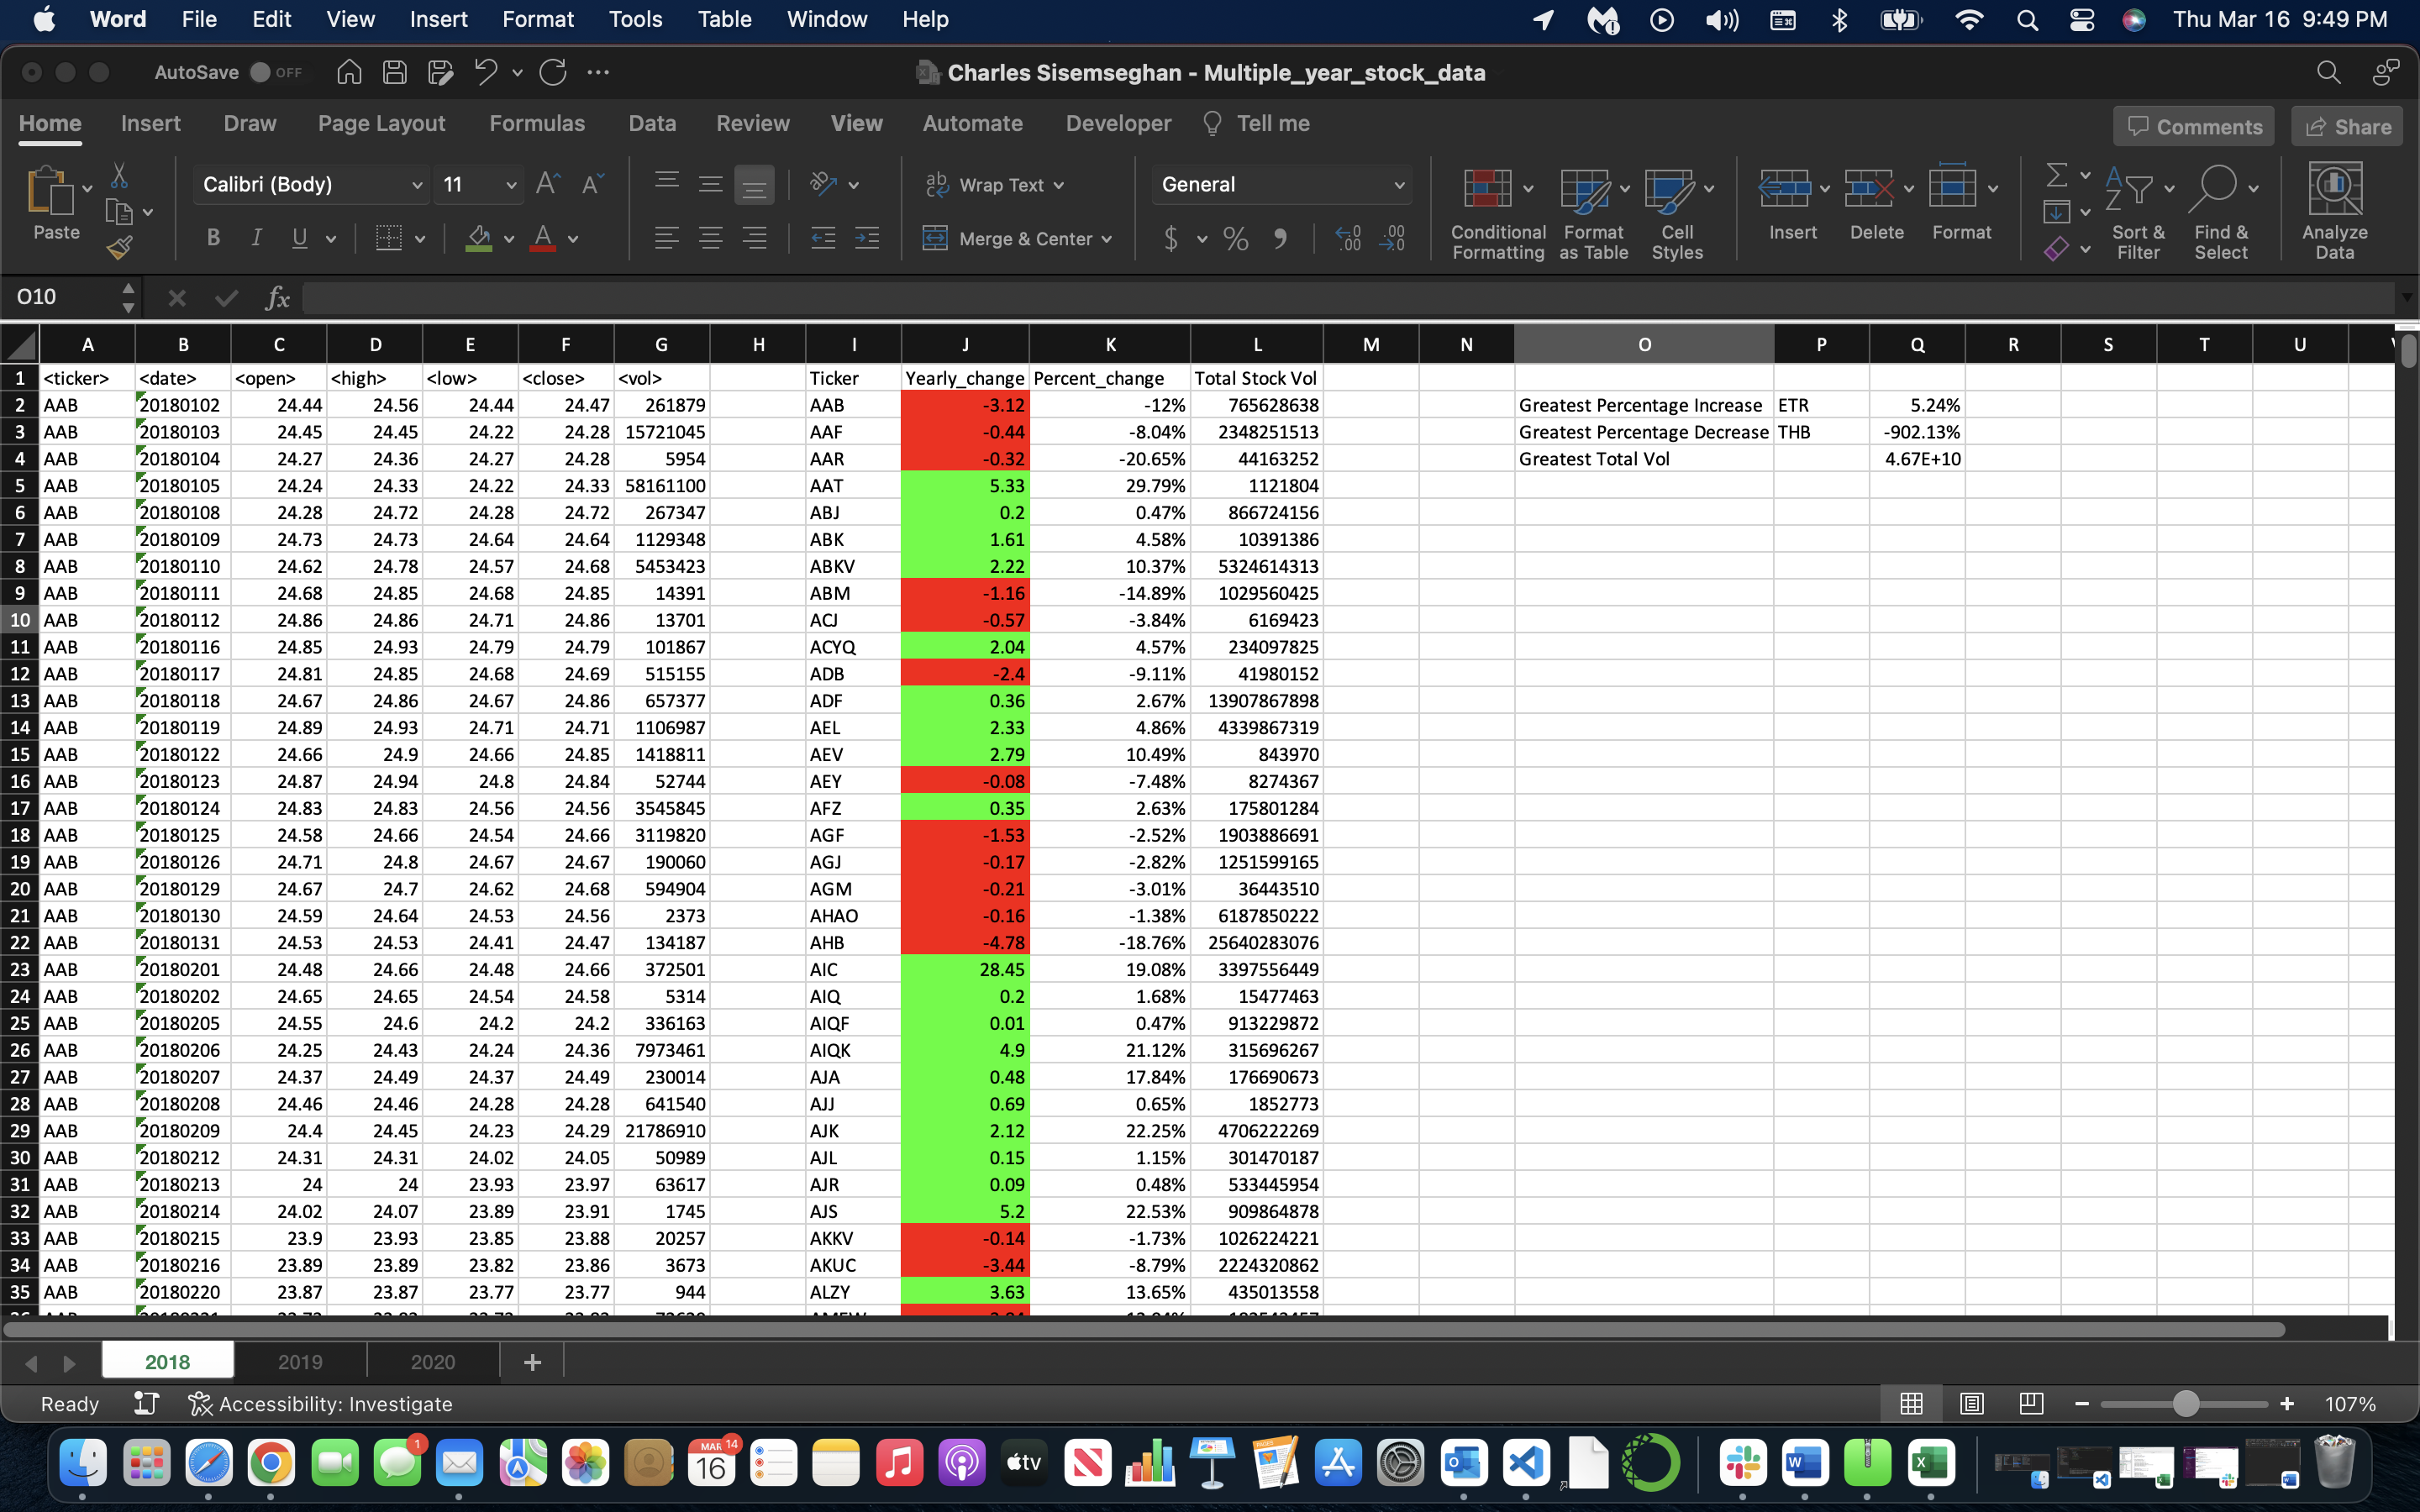 Word File Edit View Insert Format Tools Table Window Help Thu Mar 16 9:49 PM
AutoSave OFF Charles Sisemseghan - Multiple_year_stock_data
Home Insert Draw Page Layout Formulas Data Review View Automate Developer Tell me Comments Share
Calibri (Body) 11 Wrap Text General
Paste Merge & Center Conditional Formatting Format as Table Cell Styles Insert Delete Format Sort & Filter Find & Select Analyze Data
O10 fx
A B C D E F G H I J K L M N O P Q R S T U
1 <ticker> <date> <open> <high> <low> <close> <vol> Ticker Yearly_change Percent_change Total Stock Vol
2 AAB 20180102 24.44 24.56 24.44 24.47 261879 AAB -3.12 -12% 765628638 Greatest Percentage Increase ETR 5.24%
3 AAB 20180103 24.45 24.45 24.22 24.28 15721045 AAF -0.44 -8.04% 2348251513 Greatest Percentage Decrease THB -902.13%
4 AAB 20180104 24.27 24.36 24.27 24.28 5954 AAR -0.32 -20.65% 44163252 Greatest Total Vol 4.67E+10
5 AAB 20180105 24.24 24.33 24.22 24.33 58161100 AAT 5.33 29.79% 1121804
6 AAB 20180108 24.28 24.72 24.28 24.72 267347 ABJ 0.2 0.47% 866724156
7 AAB 20180109 24.73 24.73 24.64 24.64 1129348 ABK 1.61 4.58% 10391386
8 AAB 20180110 24.62 24.78 24.57 24.68 5453423 ABKV 2.22 10.37% 5324614313
9 AAB 20180111 24.68 24.85 24.68 24.85 14391 ABM -1.16 -14.89% 1029560425
10 AAB 20180112 24.86 24.86 24.71 24.86 13701 ACJ -0.57 -3.84% 6169423
11 AAB 20180116 24.85 24.93 24.79 24.79 101867 ACYQ 2.04 4.57% 234097825
12 AAB 20180117 24.81 24.85 24.68 24.69 515155 ADB -2.4 -9.11% 41980152
13 AAB 20180118 24.67 24.86 24.67 24.86 657377 ADF 0.36 2.67% 13907867898
14 AAB 20180119 24.89 24.93 24.71 24.71 1106987 AEL 2.33 4.86% 4339867319
15 AAB 20180122 24.66 24.9 24.66 24.85 1418811 AEV 2.79 10.49% 843970
16 AAB 20180123 24.87 24.94 24.8 24.84 52744 AEY -0.08 -7.48% 8274367
17 AAB 20180124 24.83 24.83 24.56 24.56 3545845 AFZ 0.35 2.63% 175801284
18 AAB 20180125 24.58 24.66 24.54 24.66 3119820 AGF -1.53 -2.52% 1903886691
19 AAB 20180126 24.71 24.8 24.67 24.67 190060 AGJ -0.17 -2.82% 1251599165
20 AAB 20180129 24.67 24.7 24.62 24.68 594904 AGM -0.21 -3.01% 36443510
21 AAB 20180130 24.59 24.64 24.53 24.56 2373 AHAO -0.16 -1.38% 6187850222
22 AAB 20180131 24.53 24.53 24.41 24.47 134187 AHB -4.78 -18.76% 25640283076
23 AAB 20180201 24.48 24.66 24.48 24.66 372501 AIC 28.45 19.08% 3397556449
24 AAB 20180202 24.65 24.65 24.54 24.58 5314 AIQ 0.2 1.68% 15477463
25 AAB 20180205 24.55 24.6 24.2 24.2 336163 AIQF 0.01 0.47% 913229872
26 AAB 20180206 24.25 24.43 24.24 24.36 7973461 AIQK 4.9 21.12% 315696267
27 AAB 20180207 24.37 24.49 24.37 24.49 230014 AJA 0.48 17.84% 176690673
28 AAB 20180208 24.46 24.46 24.28 24.28 641540 AJJ 0.69 0.65% 1852773
29 AAB 20180209 24.4 24.45 24.23 24.29 21786910 AJK 2.12 22.25% 4706222269
30 AAB 20180212 24.31 24.31 24.02 24.05 50989 AJL 0.15 1.15% 301470187
31 AAB 20180213 24 24 23.93 23.97 63617 AJR 0.09 0.48% 533445954
32 AAB 20180214 24.02 24.07 23.89 23.91 1745 AJS 5.2 22.53% 909864878
33 AAB 20180215 23.9 23.93 23.85 23.88 20257 AKKV -0.14 -1.73% 1026224221
34 AAB 20180216 23.89 23.89 23.82 23.86 3673 AKUC -3.44 -8.79% 2224320862
35 AAB 20180220 23.87 23.87 23.77 23.77 944 ALZY 3.63 13.65% 435013558
2018 2019 2020 +
Ready Accessibility: Investigate 107%
1 MAR 14 16 tv